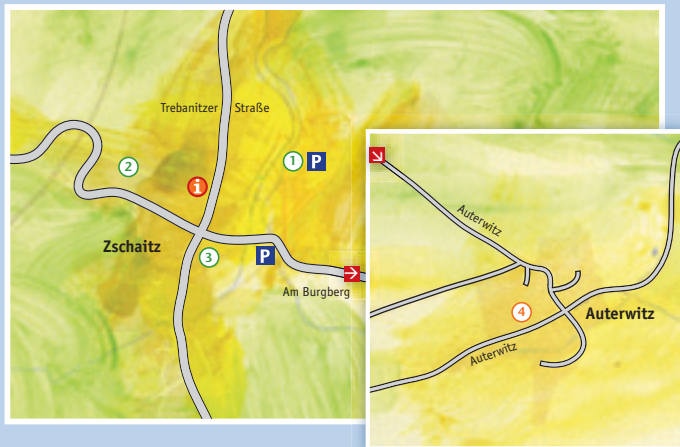 Trebanitzer Straße
1 P
2
i
Zschaitz
3
P
Am Burgberg
Auterwitz
4
Auterwitz
Auterwitz